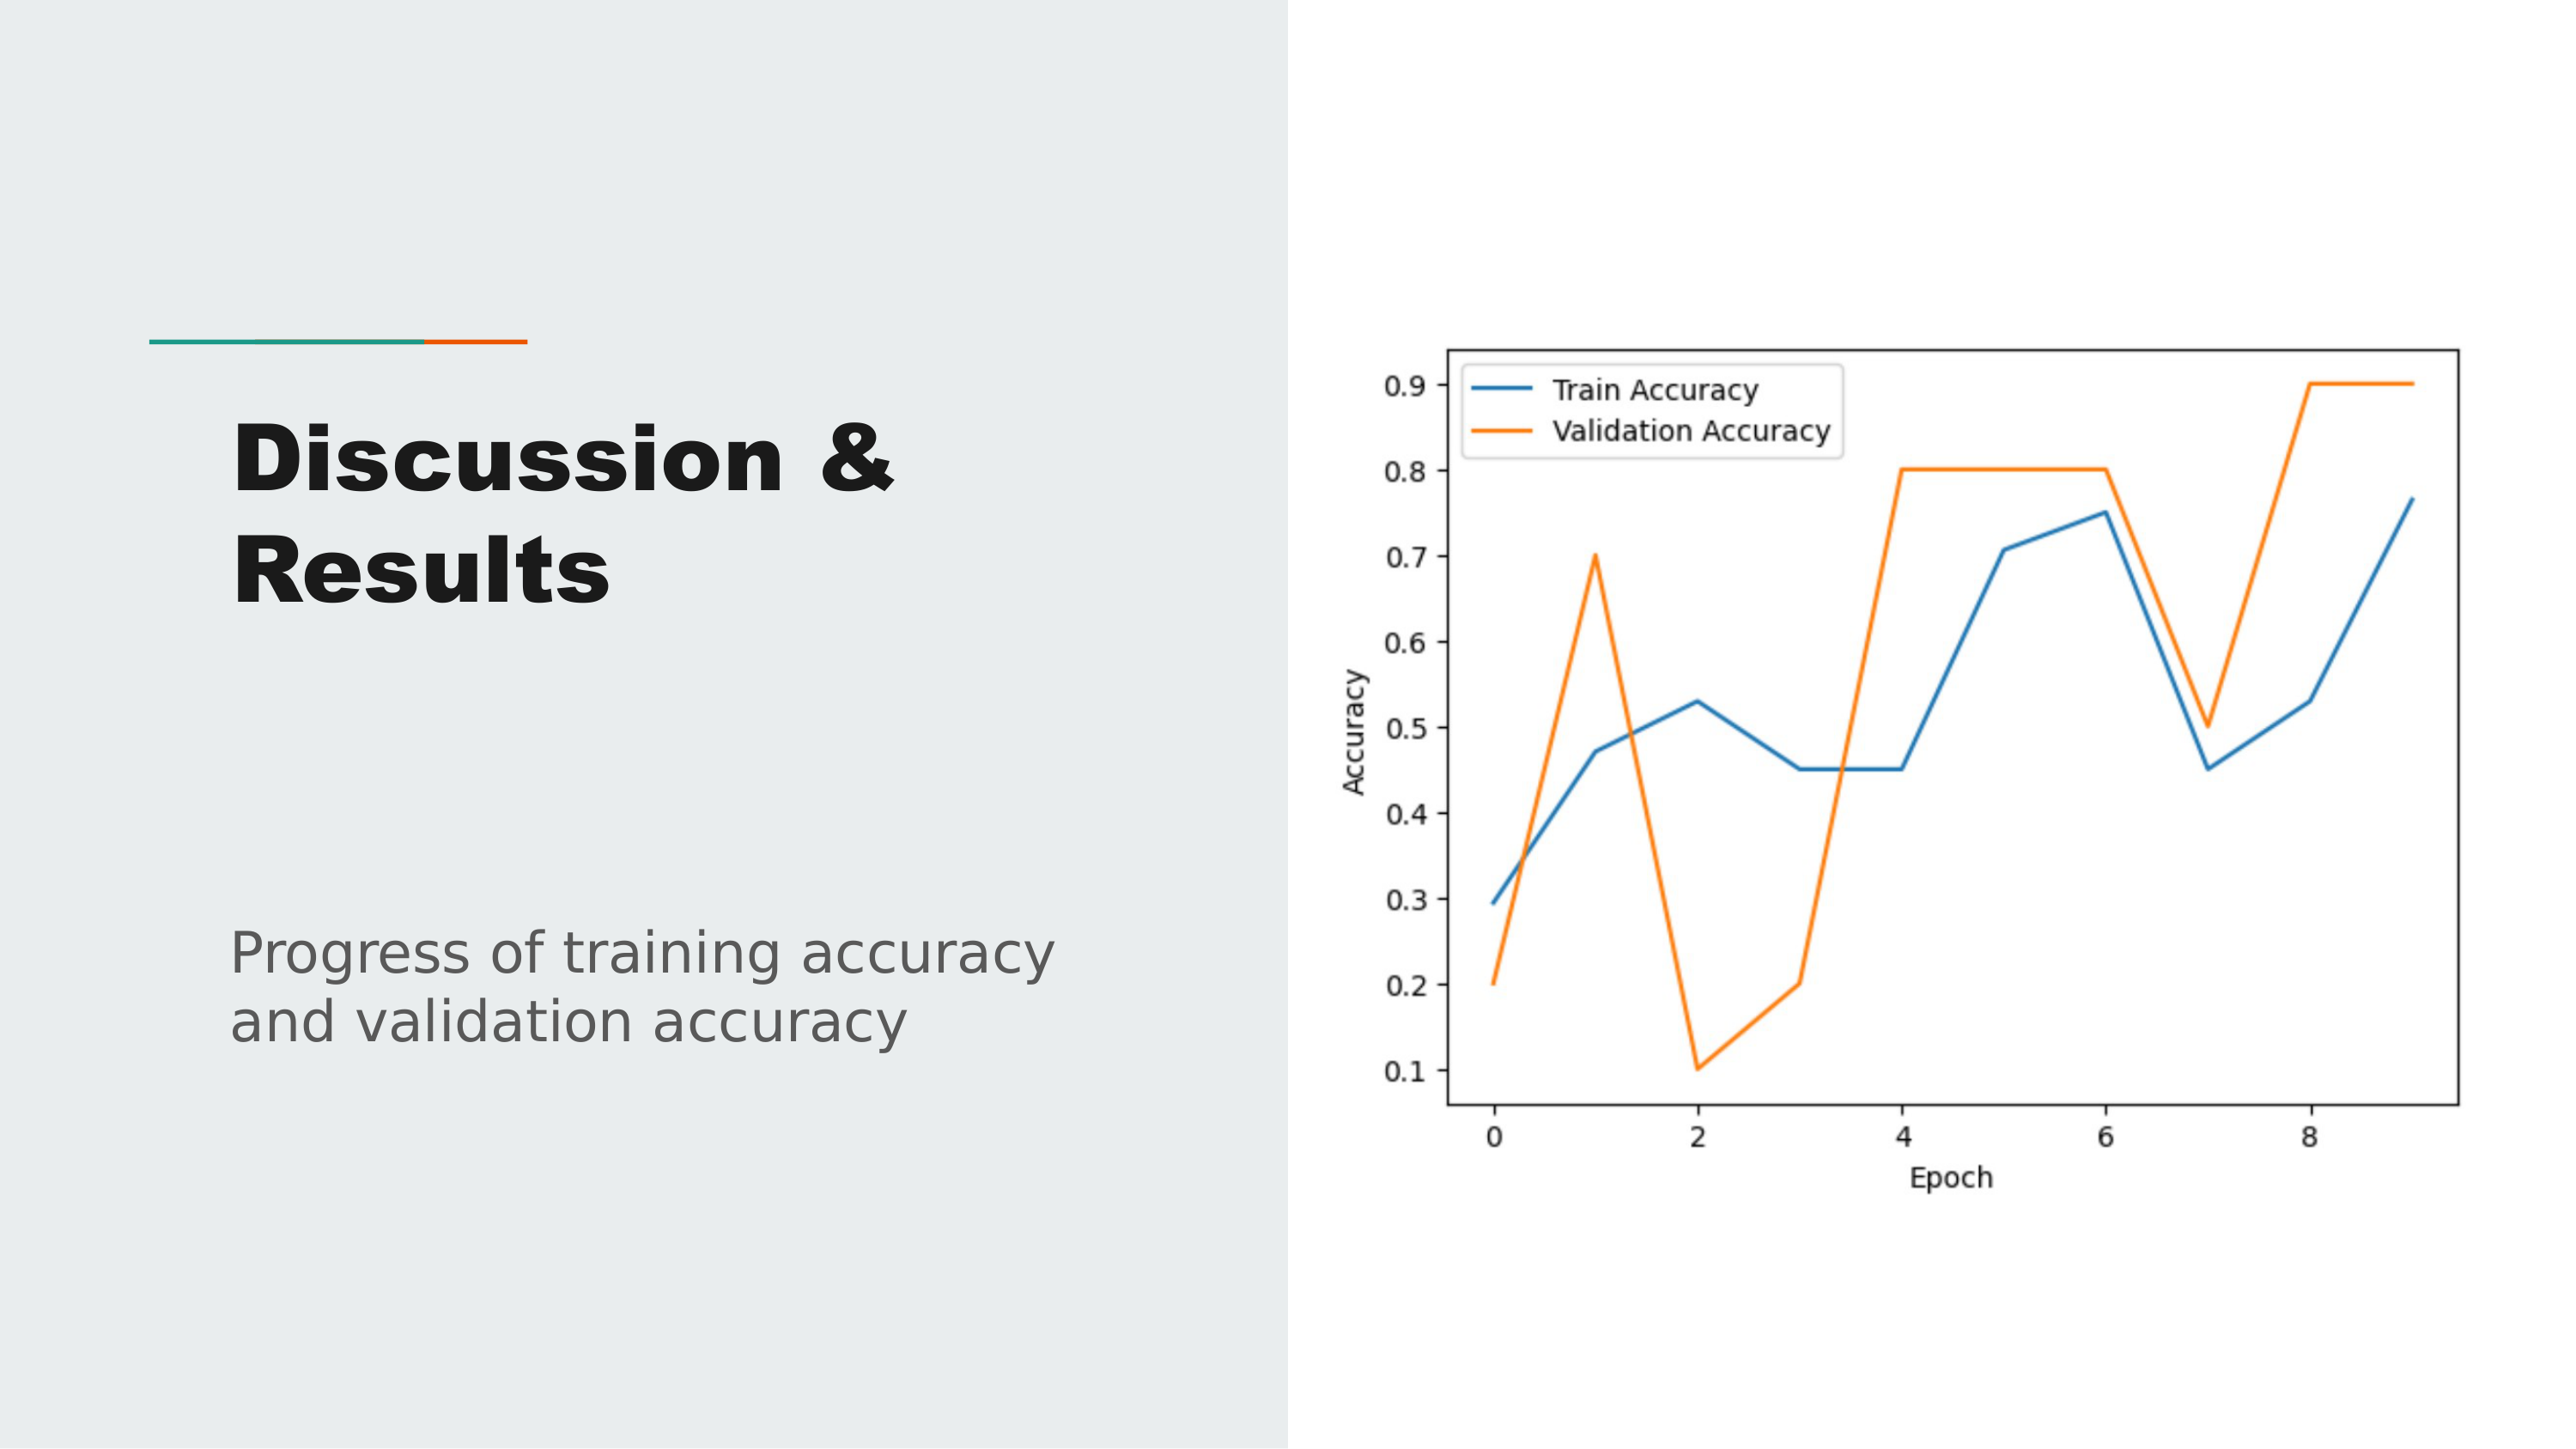 Discussion &
Results
Progress of training accuracy
and validation accuracy
Train Accuracy
Validation Accuracy
0.9
0.8
0.7
0.6
0.5
0.4
0.3
0.2
0.1
Accuracy
0 2 4 6 8
Epoch